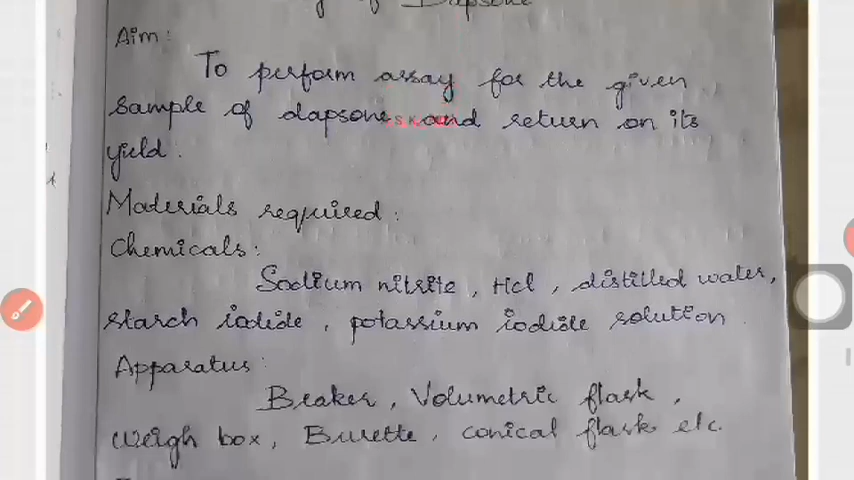 of Dapsone
Aim:
To perform assay for the given
sample of dapsone and return on its
yield.
Materials required:
Chemicals:
Sodium nitrite, Hcl, distilled water,
starch iodide, potassium iodide solution.
Apparatus:
Beaker, Volumetric flask,
Weigh box, Burette, conical flask etc.